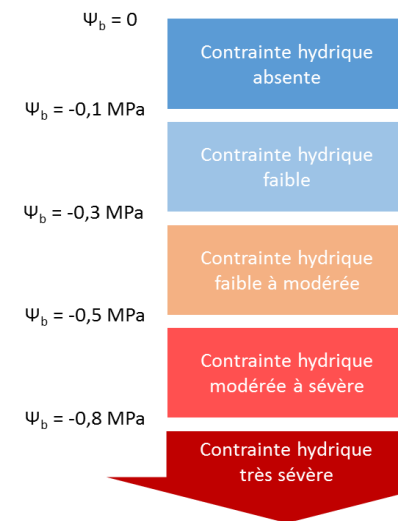 Ψb = 0
Contrainte hydrique
absente
Ψb = -0,1 MPa
Contrainte hydrique
faible
Ψb = -0,3 MPa
Contrainte hydrique
faible à modérée
Ψb = -0,5 MPa
Contrainte hydrique
modérée à sévère
Ψb = -0,8 MPa
Contrainte hydrique
très sévère